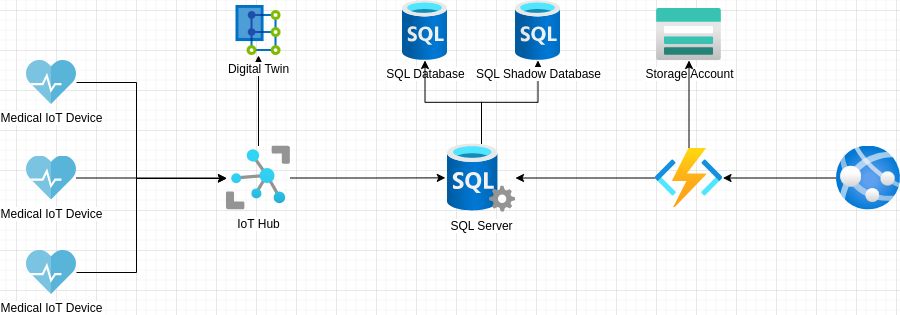 SQL
SQL
Digital Twin
SQL Database
SQL Shadow Database
Storage Account
Medical IoT Device
SQL
Medical IoT Device
IoT Hub
SQL Server
Medical IoT Device